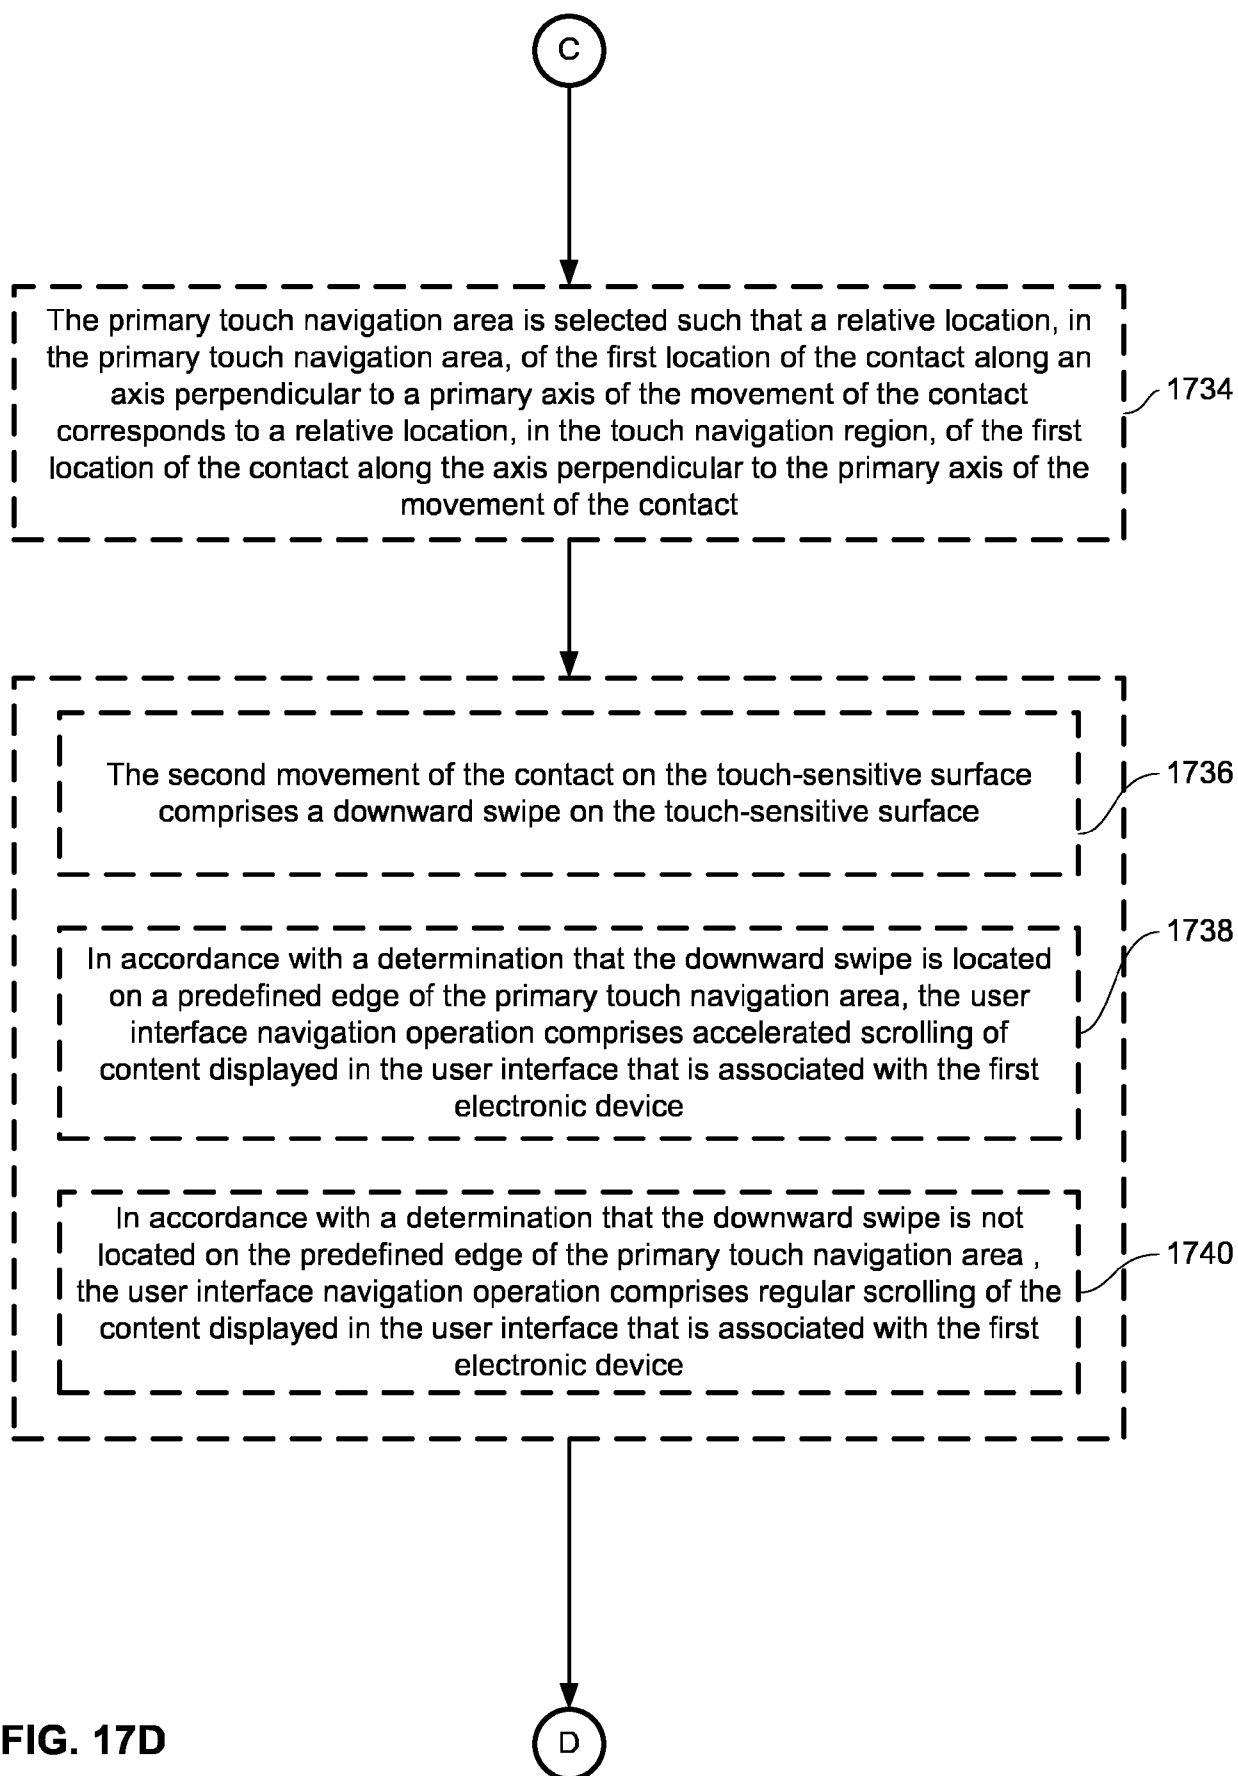 C
The primary touch navigation area is selected such that a relative location, in
the primary touch navigation area, of the first location of the contact along an
axis perpendicular to a primary axis of the movement of the contact
corresponds to a relative location, in the touch navigation region, of the first
location of the contact along the axis perpendicular to the primary axis of the
movement of the contact
1734
The second movement of the contact on the touch-sensitive surface
comprises a downward swipe on the touch-sensitive surface
1736
In accordance with a determination that the downward swipe is located
on a predefined edge of the primary touch navigation area, the user
interface navigation operation comprises accelerated scrolling of
content displayed in the user interface that is associated with the first
electronic device
1738
In accordance with a determination that the downward swipe is not
located on the predefined edge of the primary touch navigation area ,
the user interface navigation operation comprises regular scrolling of the
content displayed in the user interface that is associated with the first
electronic device
1740
FIG. 17D
D